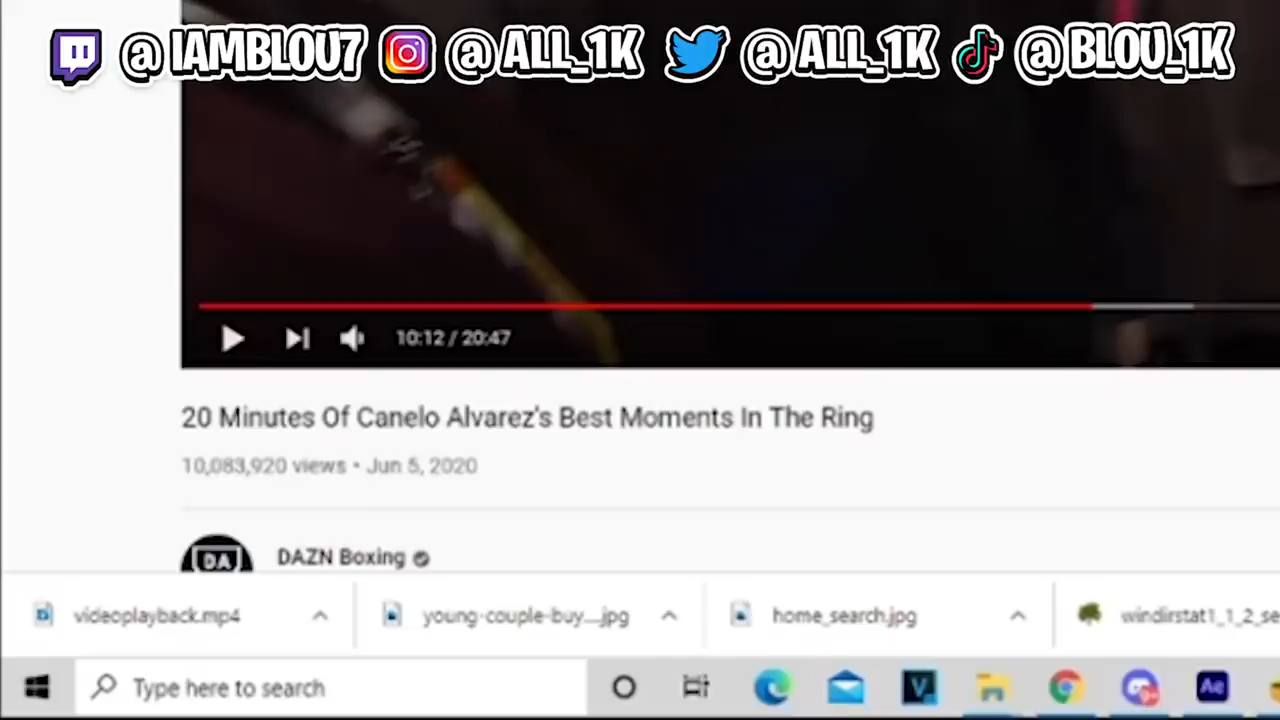 @IAMBLOU7 @ALL_1K @ALL_1K @BLOU_1K
10:12 / 20:47
20 Minutes Of Canelo Alvarez's Best Moments In The Ring
10,083,920 views • Jun 5, 2020
DA
DAZN Boxing
videoplayback.mp4 young-couple-buy....jpg home_search.jpg windirstat1_1_2_se
Type here to search V Ae